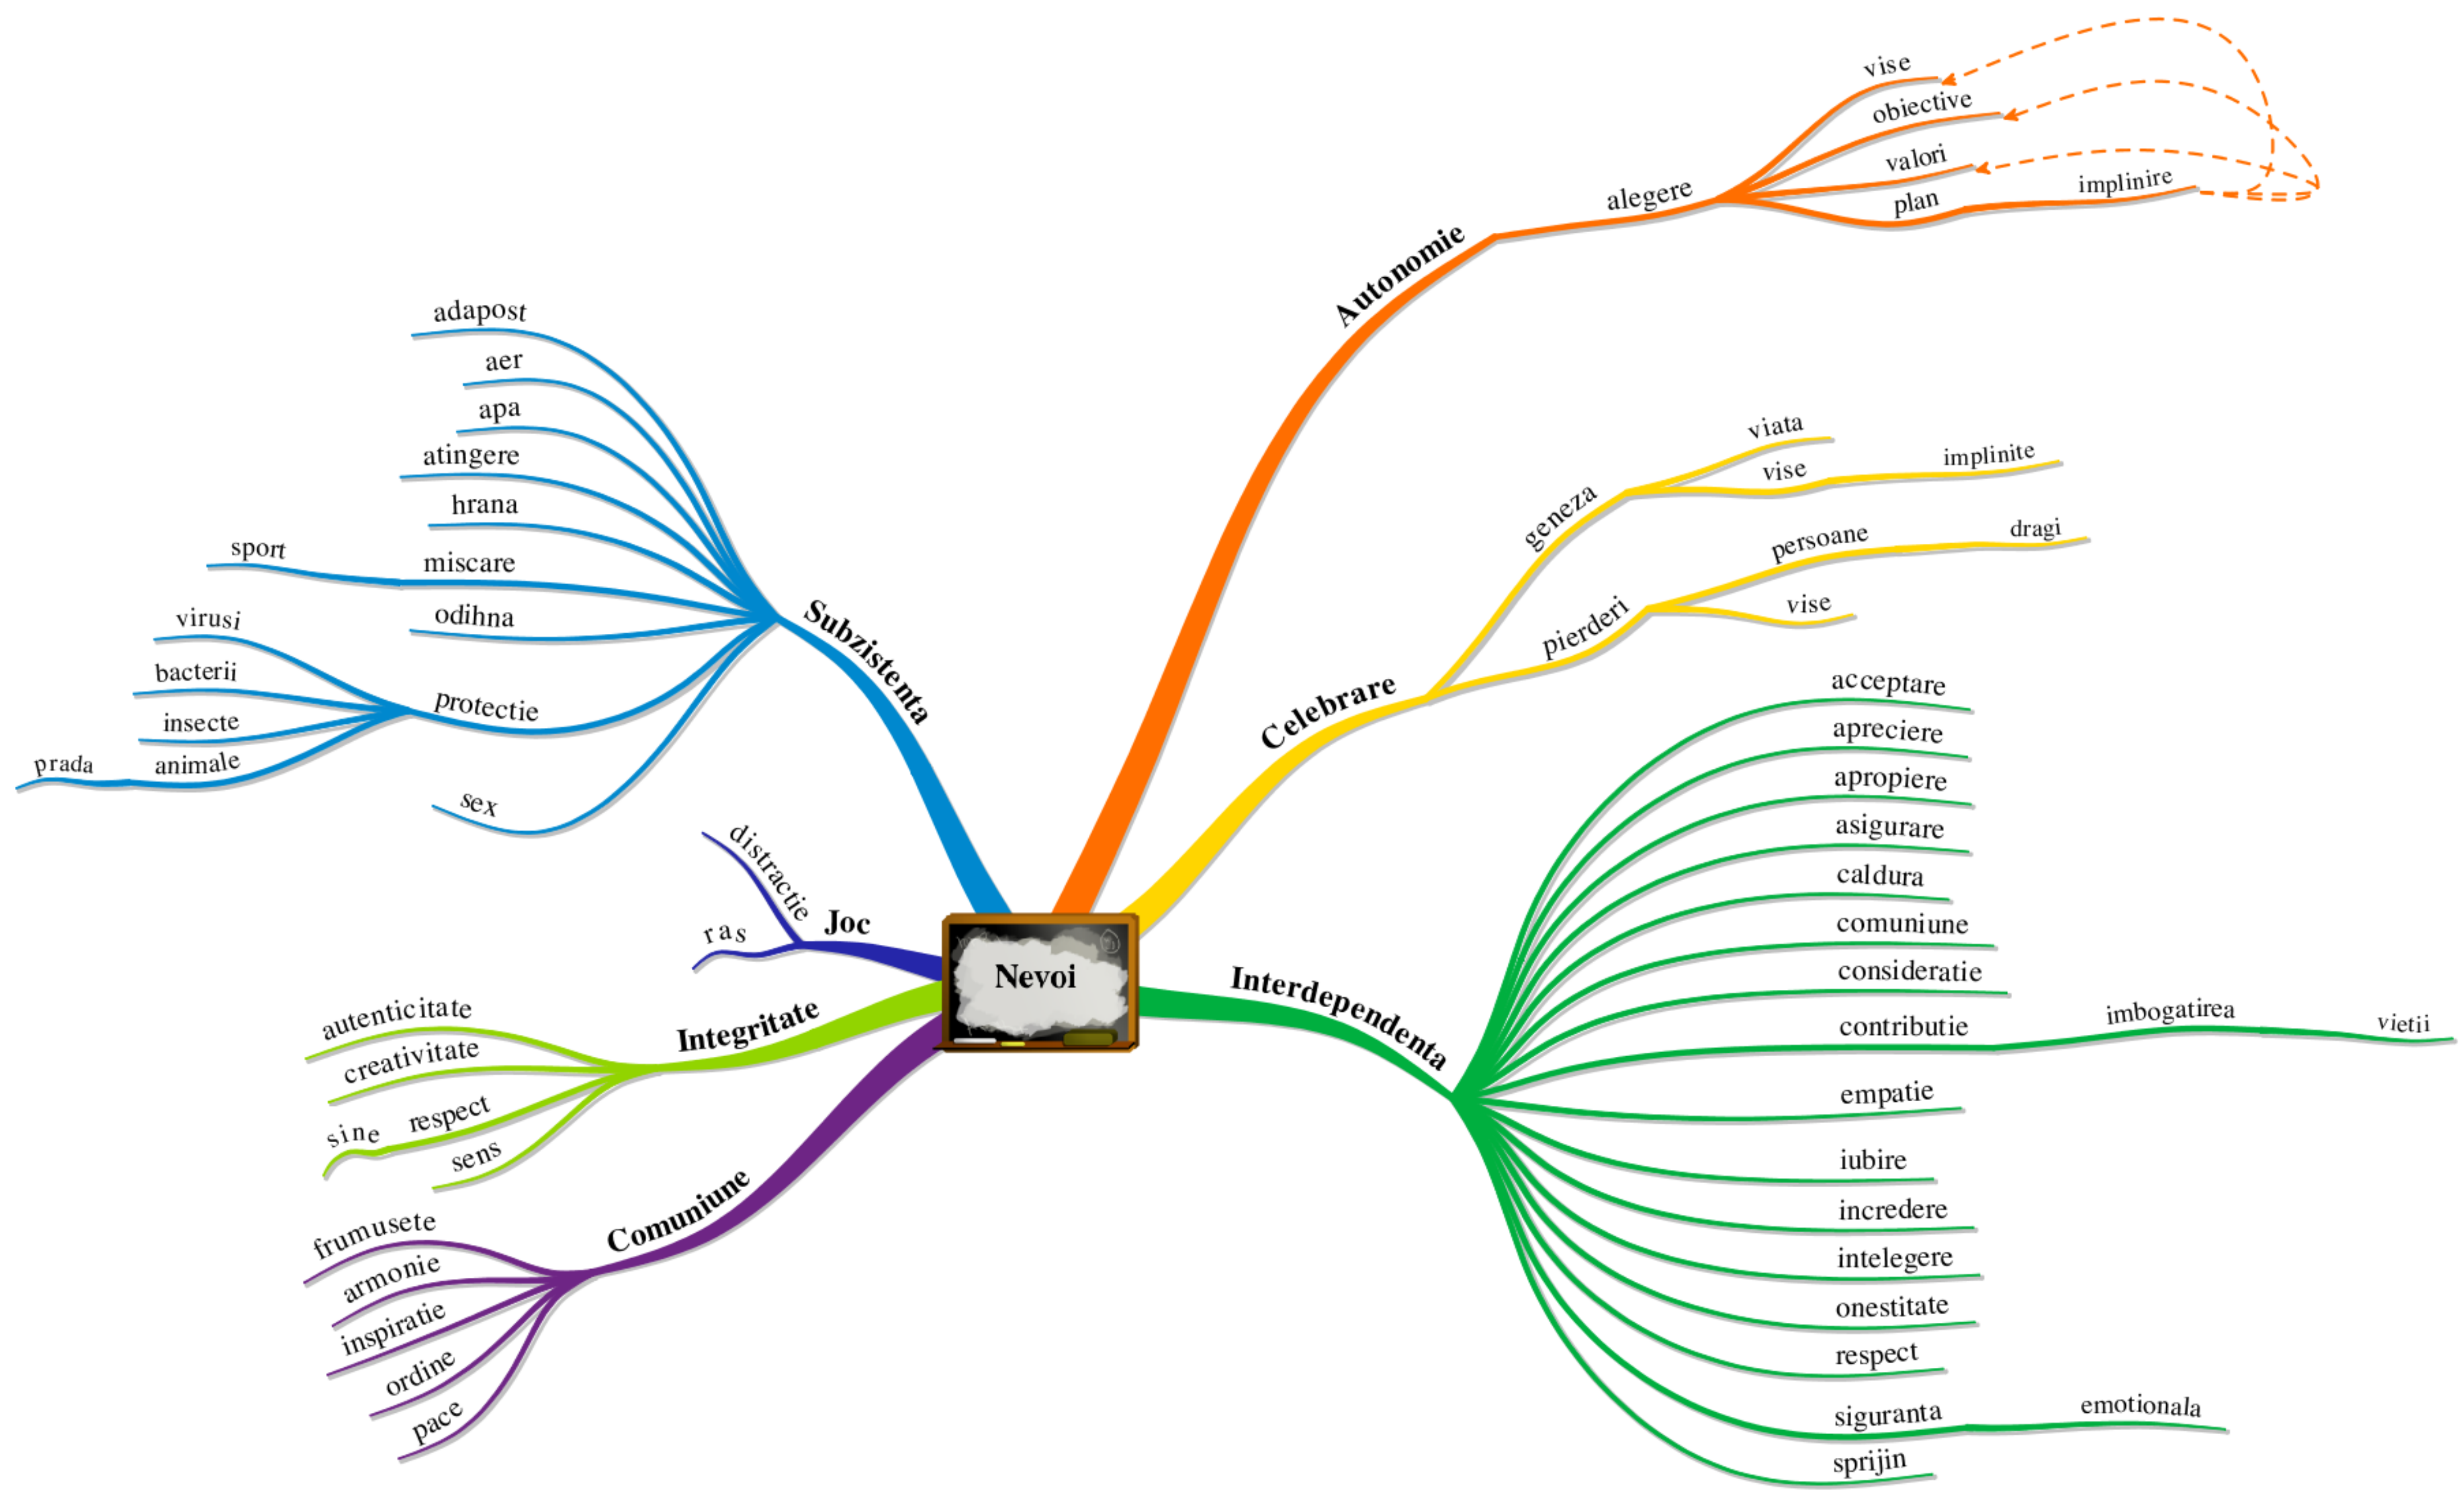 Nevoi
Autonomie
alegere
vise
obiective
valori
plan
implinire
Celebrare
geneza
viata
vise
implinite
pierderi
persoane
dragi
vise
Interdependenta
acceptare
apreciere
apropiere
asigurare
caldura
comuniune
consideratie
contributie
imbogatirea
vietii
empatie
iubire
incredere
intelegere
onestitate
respect
siguranta
emotionala
sprijin
Subzistenta
adapost
aer
apa
atingere
hrana
miscare
sport
odihna
protectie
virusi
bacterii
insecte
animale
prada
sex
Joc
distractie
ras
Integritate
autenticitate
creativitate
respect
sine
sens
Comuniune
frumusete
armonie
inspiratie
ordine
pace